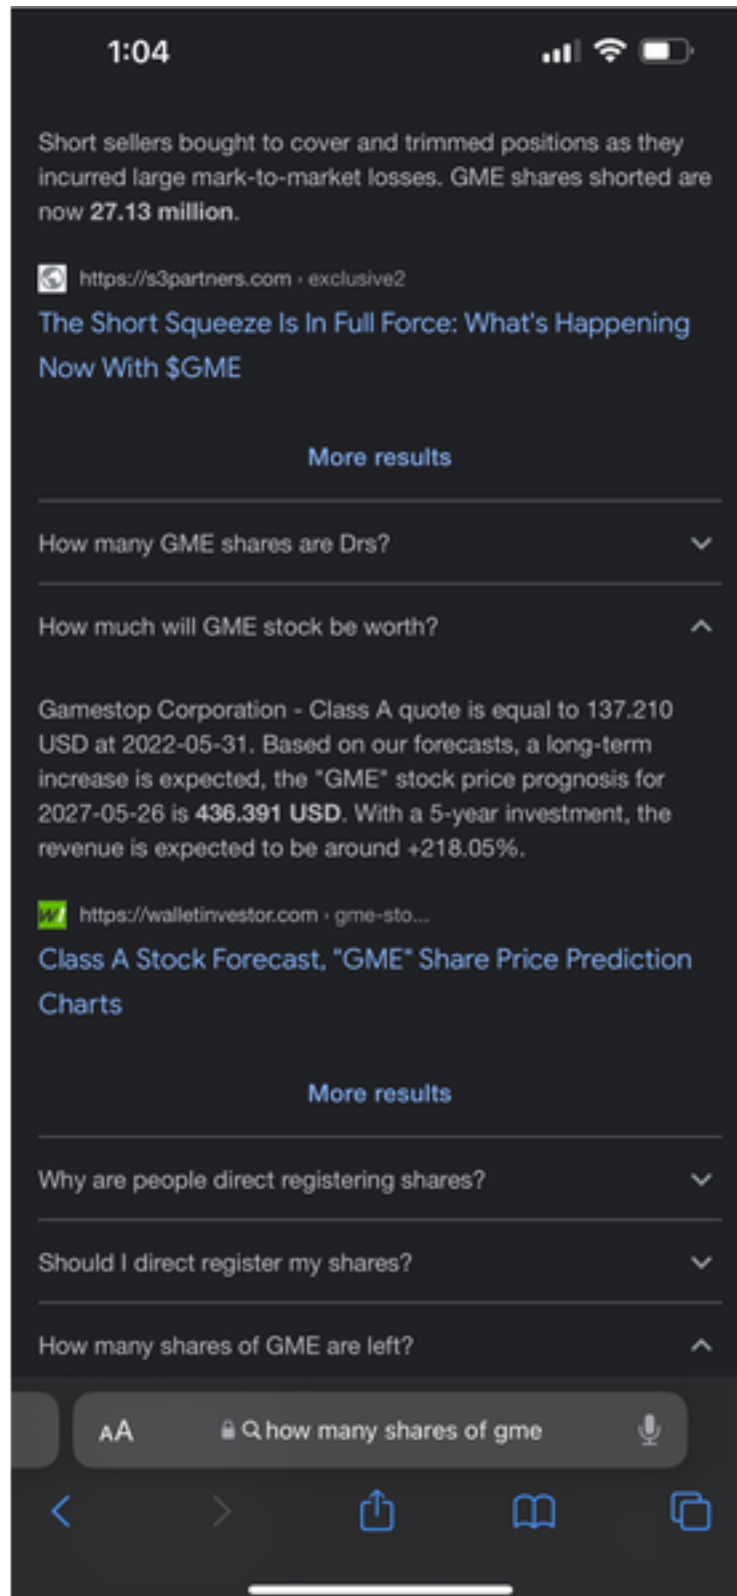 1:04
Short sellers bought to cover and trimmed positions as they
incurred large mark-to-market losses. GME shares shorted are
now 27.13 million.
https://s3partners.com › exclusive2
The Short Squeeze Is In Full Force: What's Happening
Now With $GME
More results
How many GME shares are Drs?
How much will GME stock be worth?
Gamestop Corporation - Class A quote is equal to 137.210
USD at 2022-05-31. Based on our forecasts, a long-term
increase is expected, the "GME" stock price prognosis for
2027-05-26 is 436.391 USD. With a 5-year investment, the
revenue is expected to be around +218.05%.
WI https://walletinvestor.com › gme-sto...
Class A Stock Forecast, "GME" Share Price Prediction
Charts
More results
Why are people direct registering shares?
Should I direct register my shares?
How many shares of GME are left?
AA how many shares of gme